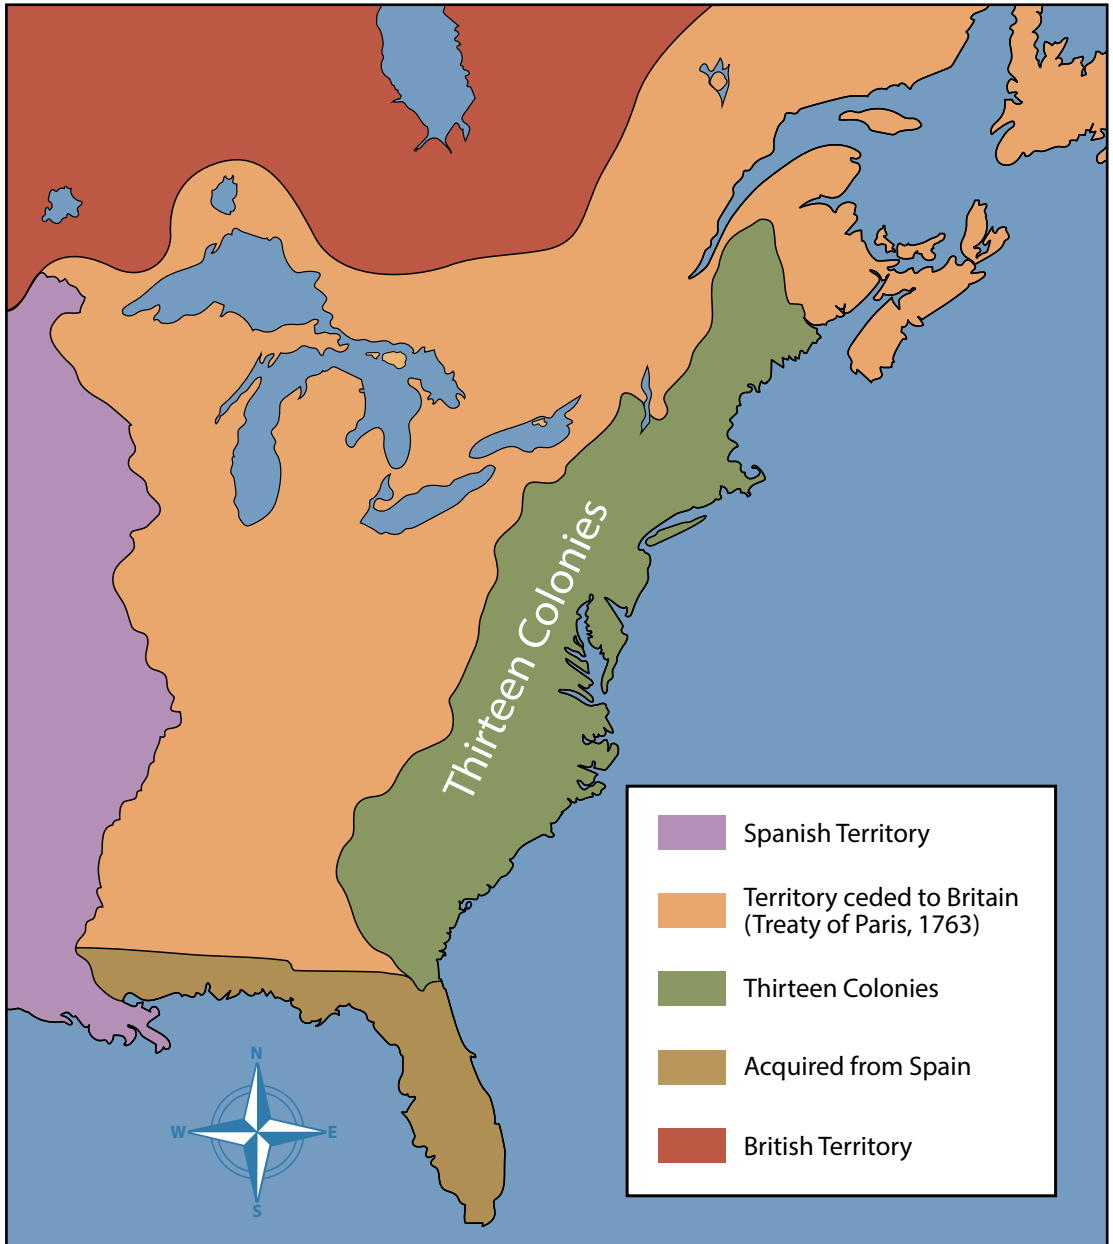 Thirteen Colonies
Spanish Territory
Territory ceded to Britain
(Treaty of Paris, 1763)
Thirteen Colonies
Acquired from Spain
British Territory
N
W
E
S